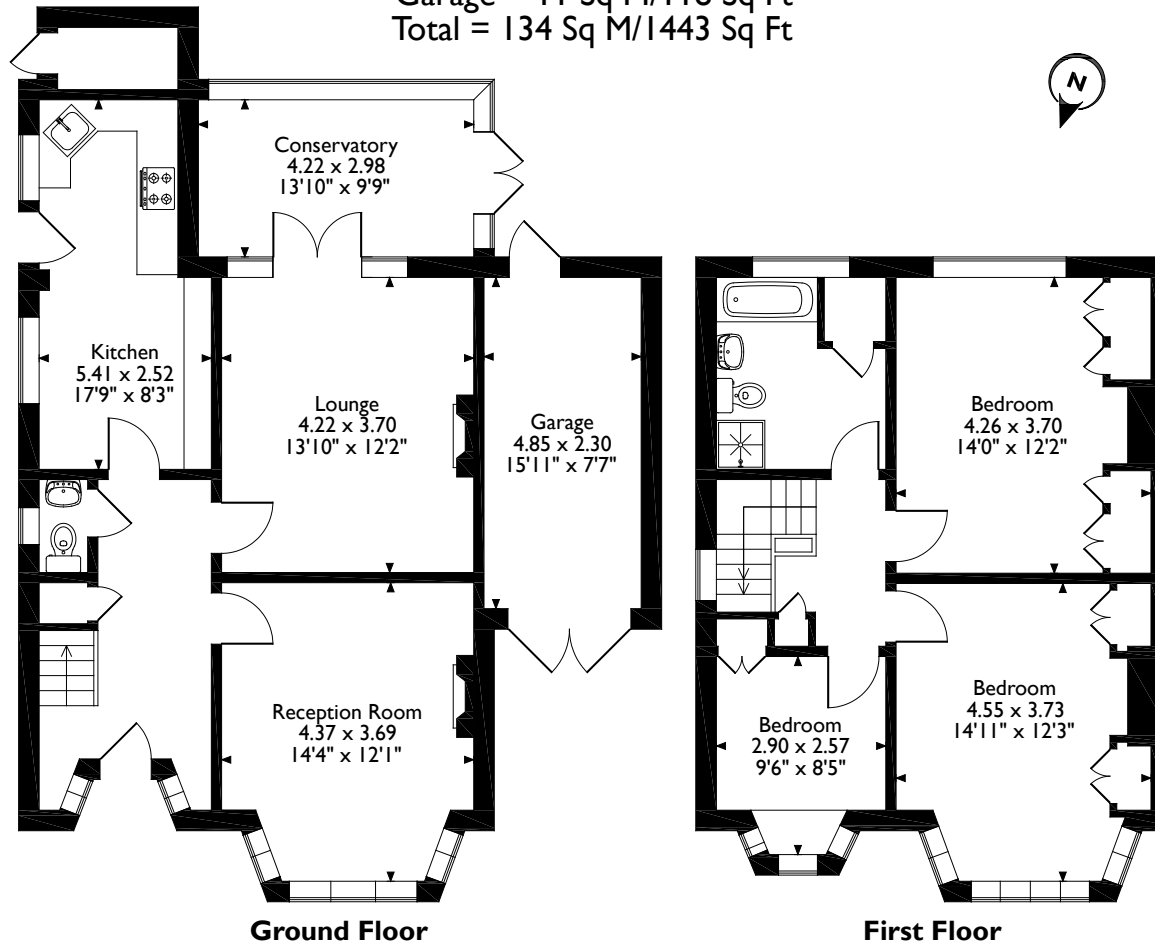 Total = 134 Sq M/1443 Sq Ft
N
Conservatory
4.22 x 2.98
13'10" x 9'9"
Kitchen
5.41 x 2.52
17'9" x 8'3"
Lounge
4.22 x 3.70
13'10" x 12'2"
Garage
4.85 x 2.30
15'11" x 7'7"
Bedroom
4.26 x 3.70
14'0" x 12'2"
Reception Room
4.37 x 3.69
14'4" x 12'1"
Bedroom
2.90 x 2.57
9'6" x 8'5"
Bedroom
4.55 x 3.73
14'11" x 12'3"
Ground Floor
First Floor